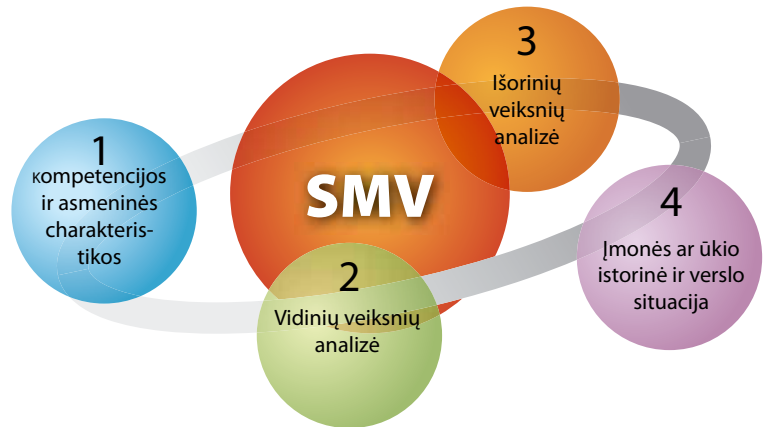 1
kompetencijos
ir asmeninės
charakteris-
tikos
SMV
2
Vidinių veiksnių
analizė
3
Išorinių
veiksnių
analizė
4
Įmonės ar ūkio
istorinė ir verslo
situacija